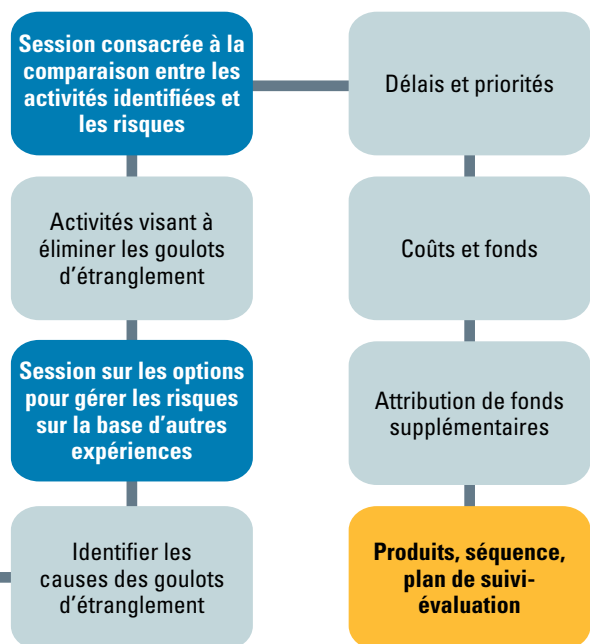 Session consacrée à la
comparaison entre les
activités identifiées et
les risques
Activités visant à
éliminer les goulots
d'étranglement
Session sur les options
pour gérer les risques
sur la base d'autres
expériences
Identifier les
causes des goulots
d'étranglement
Délais et priorités
Coûts et fonds
Attribution de fonds
supplémentaires
Produits, séquence,
plan de suivi-
évaluation